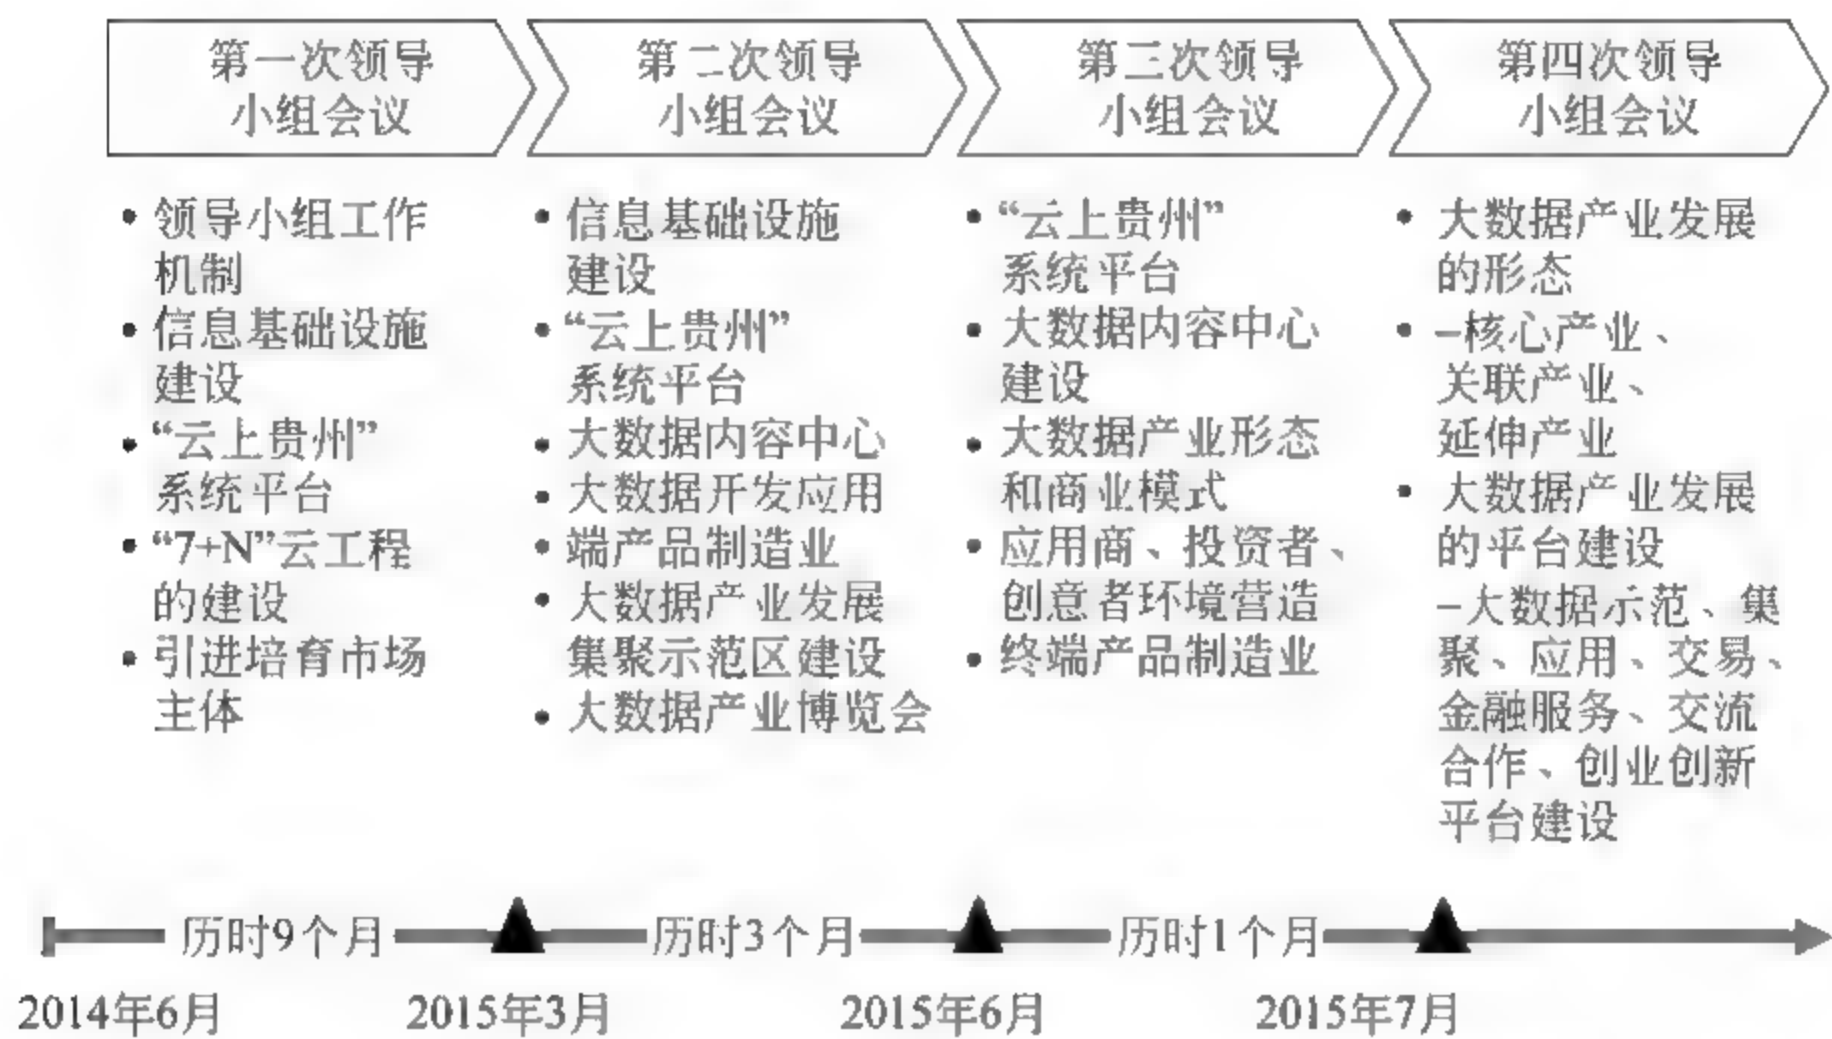 第一次领导
小组会议
第二次领导
小组会议
第三次领导
小组会议
第四次领导
小组会议
• 领导小组工作
机制
• 信息基础设施
建设
• “云上贵州”
系统平台
• “7+N”云工程
的建设
• 引进培育市场
主体
• 信息基础设施
建设
• “云上贵州”
系统平台
• 大数据内容中心
• 大数据开发应用
• 端产品制造业
• 大数据产业发展
集聚示范区建设
• 大数据产业博览会
• “云上贵州”
系统平台
• 大数据内容中心
建设
• 大数据产业形态
和商业模式
• 应用商、投资者、
创意者环境营造
• 终端产品制造业
• 大数据产业发展
的形态
• –核心产业、
关联产业、
延伸产业
• 大数据产业发展
的平台建设
–大数据示范、集
聚、应用、交易、
金融服务、交流
合作、创业创新
平台建设
历时9个月
历时3个月
历时1个月
2014年6月
2015年3月
2015年6月
2015年7月